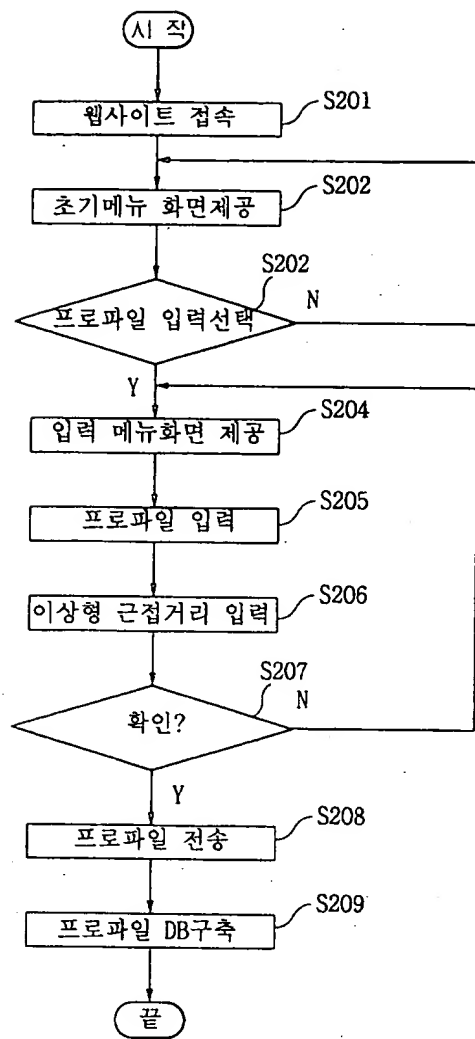 시 작
웹사이트 접속
S201
초기메뉴 화면제공
S202
S202
프로파일 입력선택
N
Y
입력 메뉴화면 제공
S204
프로파일 입력
S205
이상형 근접거리 입력
S206
S207
확인?
N
Y
프로파일 전송
S208
프로파일 DB구축
S209
끝